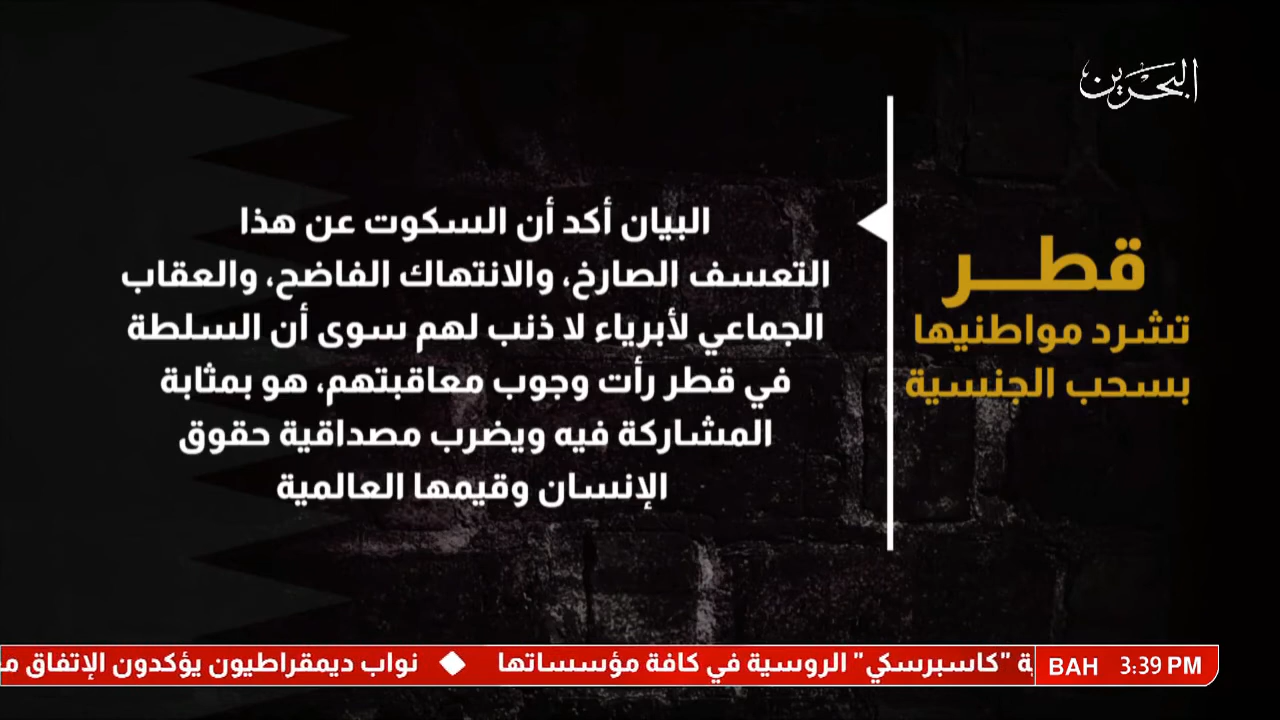 البحرين
قطـــر
تشرد مواطنيها
بسحب الجنسية
البيان أكد أن السكوت عن هذا
التعسف الصارخ، والانتهاك الفاضح، والعقاب
الجماعي لأبرياء لا ذنب لهم سوى أن السلطة
في قطر رأت وجوب معاقبتهم، هو بمثابة
المشاركة فيه ويضرب مصداقية حقوق
الإنسان وقيمها العالمية
BAH 3:39 PM
"كاسبرسكي" الروسية في كافة مؤسساتها ◆ نواب ديمقراطيون يؤكدون الإتفاق